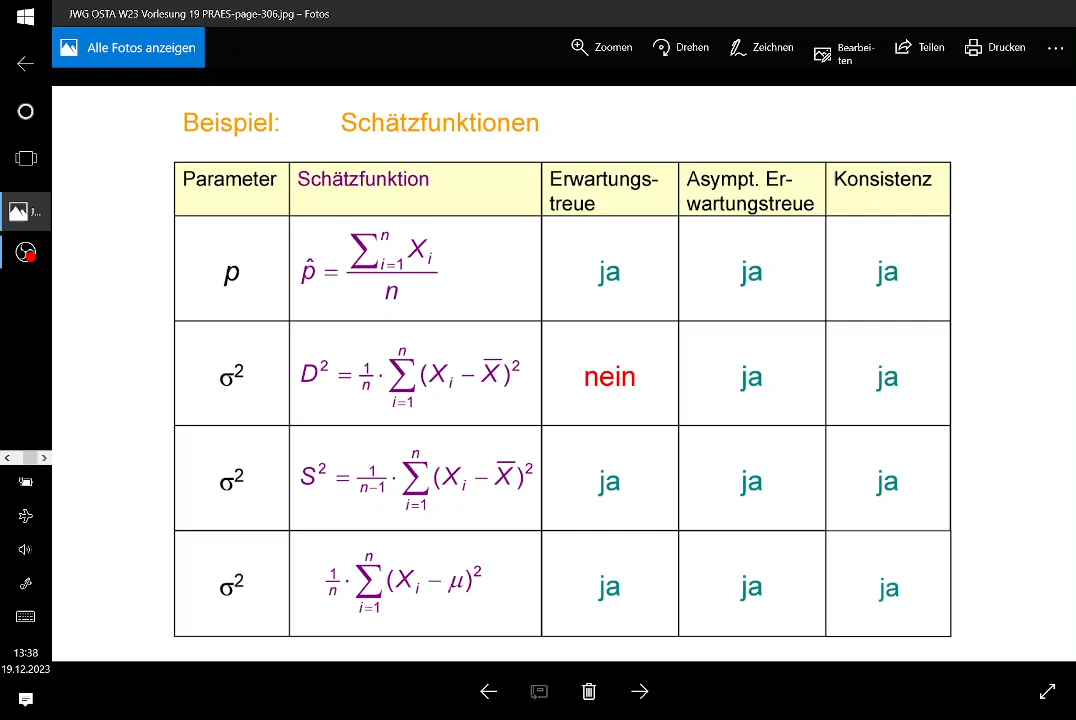 JWG OSTA W23 Vorlesung 19 PRAES-page-306.jpg – Fotos
Alle Fotos anzeigen
Zoomen
Drehen
Zeichnen
Bearbei-
ten
Teilen
Drucken
J...
Beispiel: Schätzfunktionen
Parameter Schätzfunktion Erwartungs-
treue Asympt. Er-
wartungstreue Konsistenz
p p̂ = ∑ⁿᵢ₌₁ Xᵢ / n ja ja ja
σ² D² = 1/n · ∑ⁿᵢ₌₁ (Xᵢ − X̅)² nein ja ja
σ² S² = 1/n−1 · ∑ⁿᵢ₌₁ (Xᵢ − X̅)² ja ja ja
σ² 1/n · ∑ⁿᵢ₌₁ (Xᵢ − μ)² ja ja ja
13:38
19.12.2023